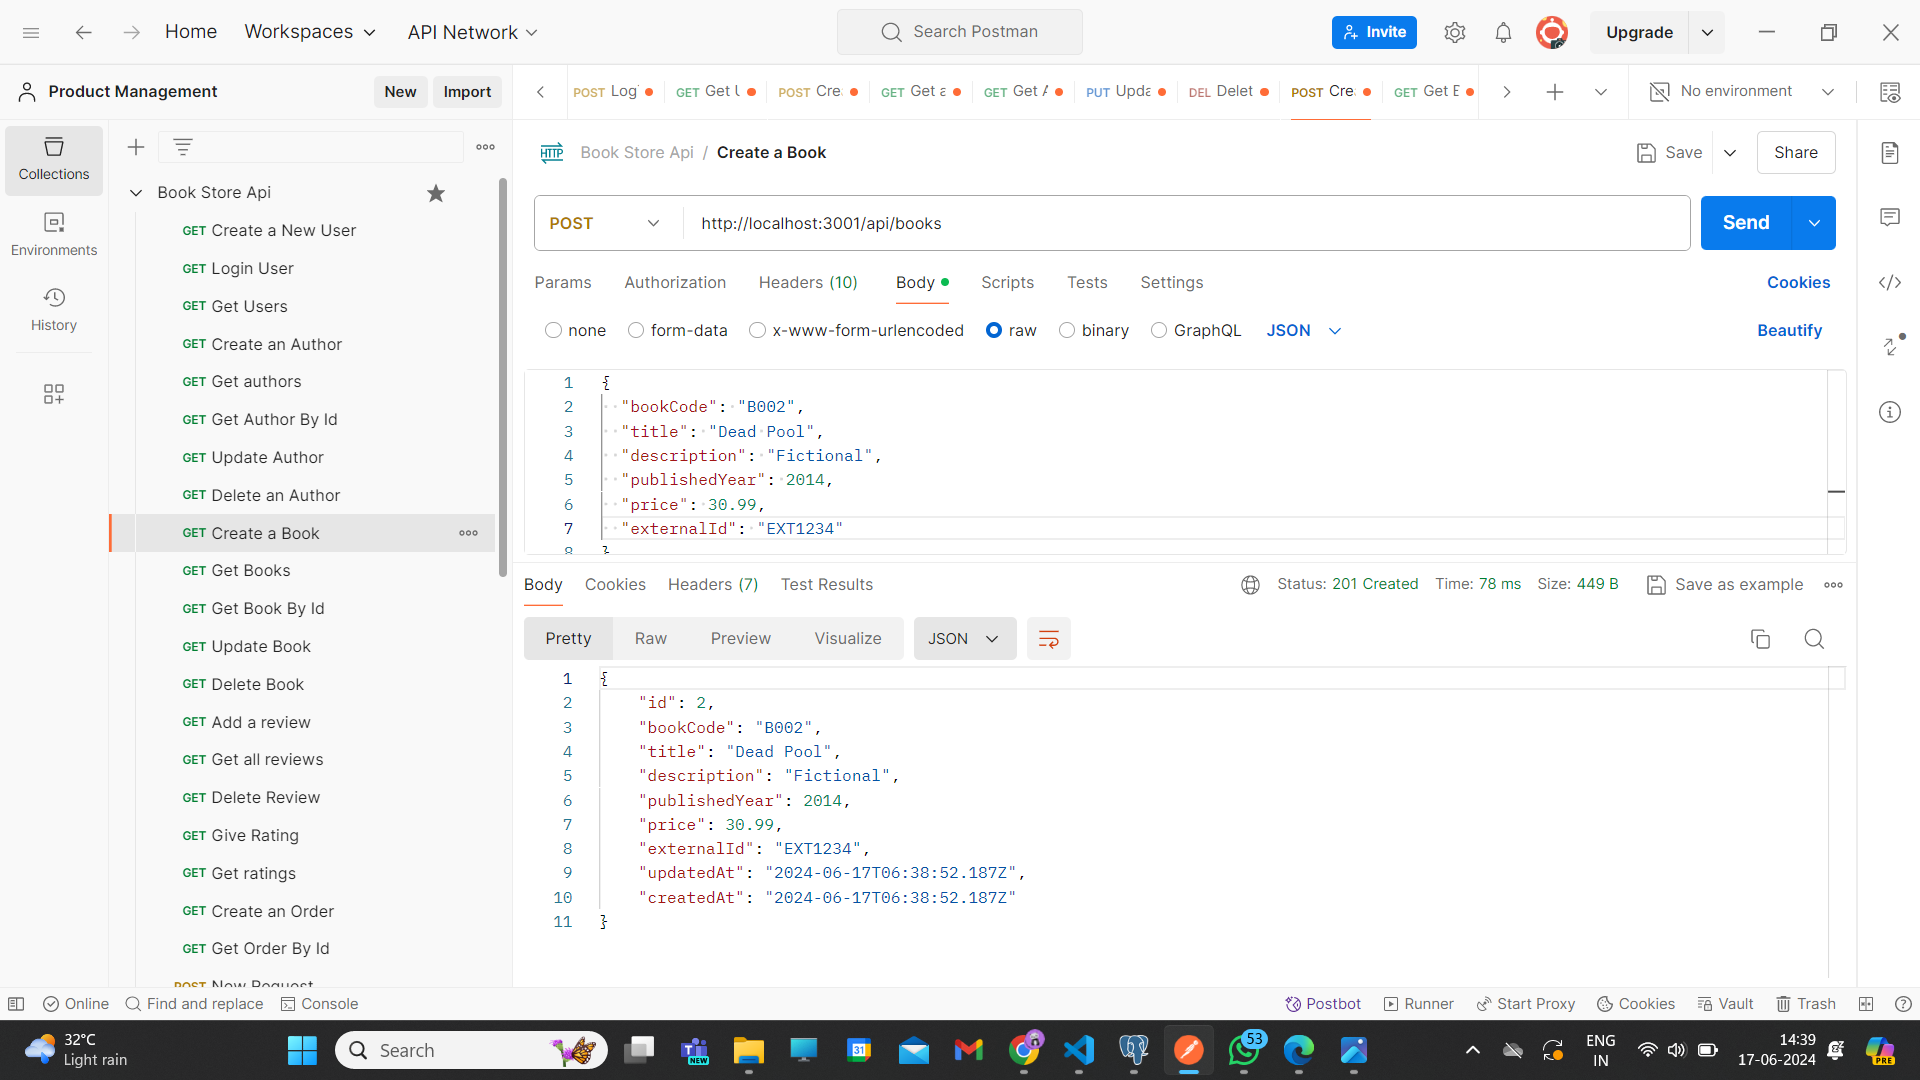 Home Workspaces API Network Search Postman Invite Upgrade
Product Management New Import
POST Log GET Get POST Cre GET Get a GET Get PUT Upda DEL Delet POST Cre GET Get No environment
Collections
Environments
History
Book Store Api
GET Create a New User
GET Login User
GET Get Users
GET Create an Author
GET Get authors
GET Get Author By Id
GET Update Author
GET Delete an Author
GET Create a Book
GET Get Books
GET Get Book By Id
GET Update Book
GET Delete Book
GET Add a review
GET Get all reviews
GET Delete Review
GET Give Rating
GET Get ratings
GET Create an Order
GET Get Order By Id
POST New Request
HTTP Book Store Api / Create a Book Save Share
POST http://localhost:3001/api/books Send
Params Authorization Headers (10) Body Scripts Tests Settings Cookies
none form-data x-www-form-urlencoded raw binary GraphQL JSON Beautify
1 {
2 "bookCode": "B002",
3 "title": "Dead Pool",
4 "description": "Fictional",
5 "publishedYear": 2014,
6 "price": 30.99,
7 "externalId": "EXT1234"
8 }
Body Cookies Headers (7) Test Results Status: 201 Created Time: 78 ms Size: 449 B Save as example
Pretty Raw Preview Visualize JSON
1 {
2 "id": 2,
3 "bookCode": "B002",
4 "title": "Dead Pool",
5 "description": "Fictional",
6 "publishedYear": 2014,
7 "price": 30.99,
8 "externalId": "EXT1234",
9 "updatedAt": "2024-06-17T06:38:52.187Z",
10 "createdAt": "2024-06-17T06:38:52.187Z"
11 }
Online Find and replace Console Postbot Runner Start Proxy Cookies Vault Trash
32°C
Light rain
Search
NEW
31
53
ENG
IN
14:39
17-06-2024
PRE